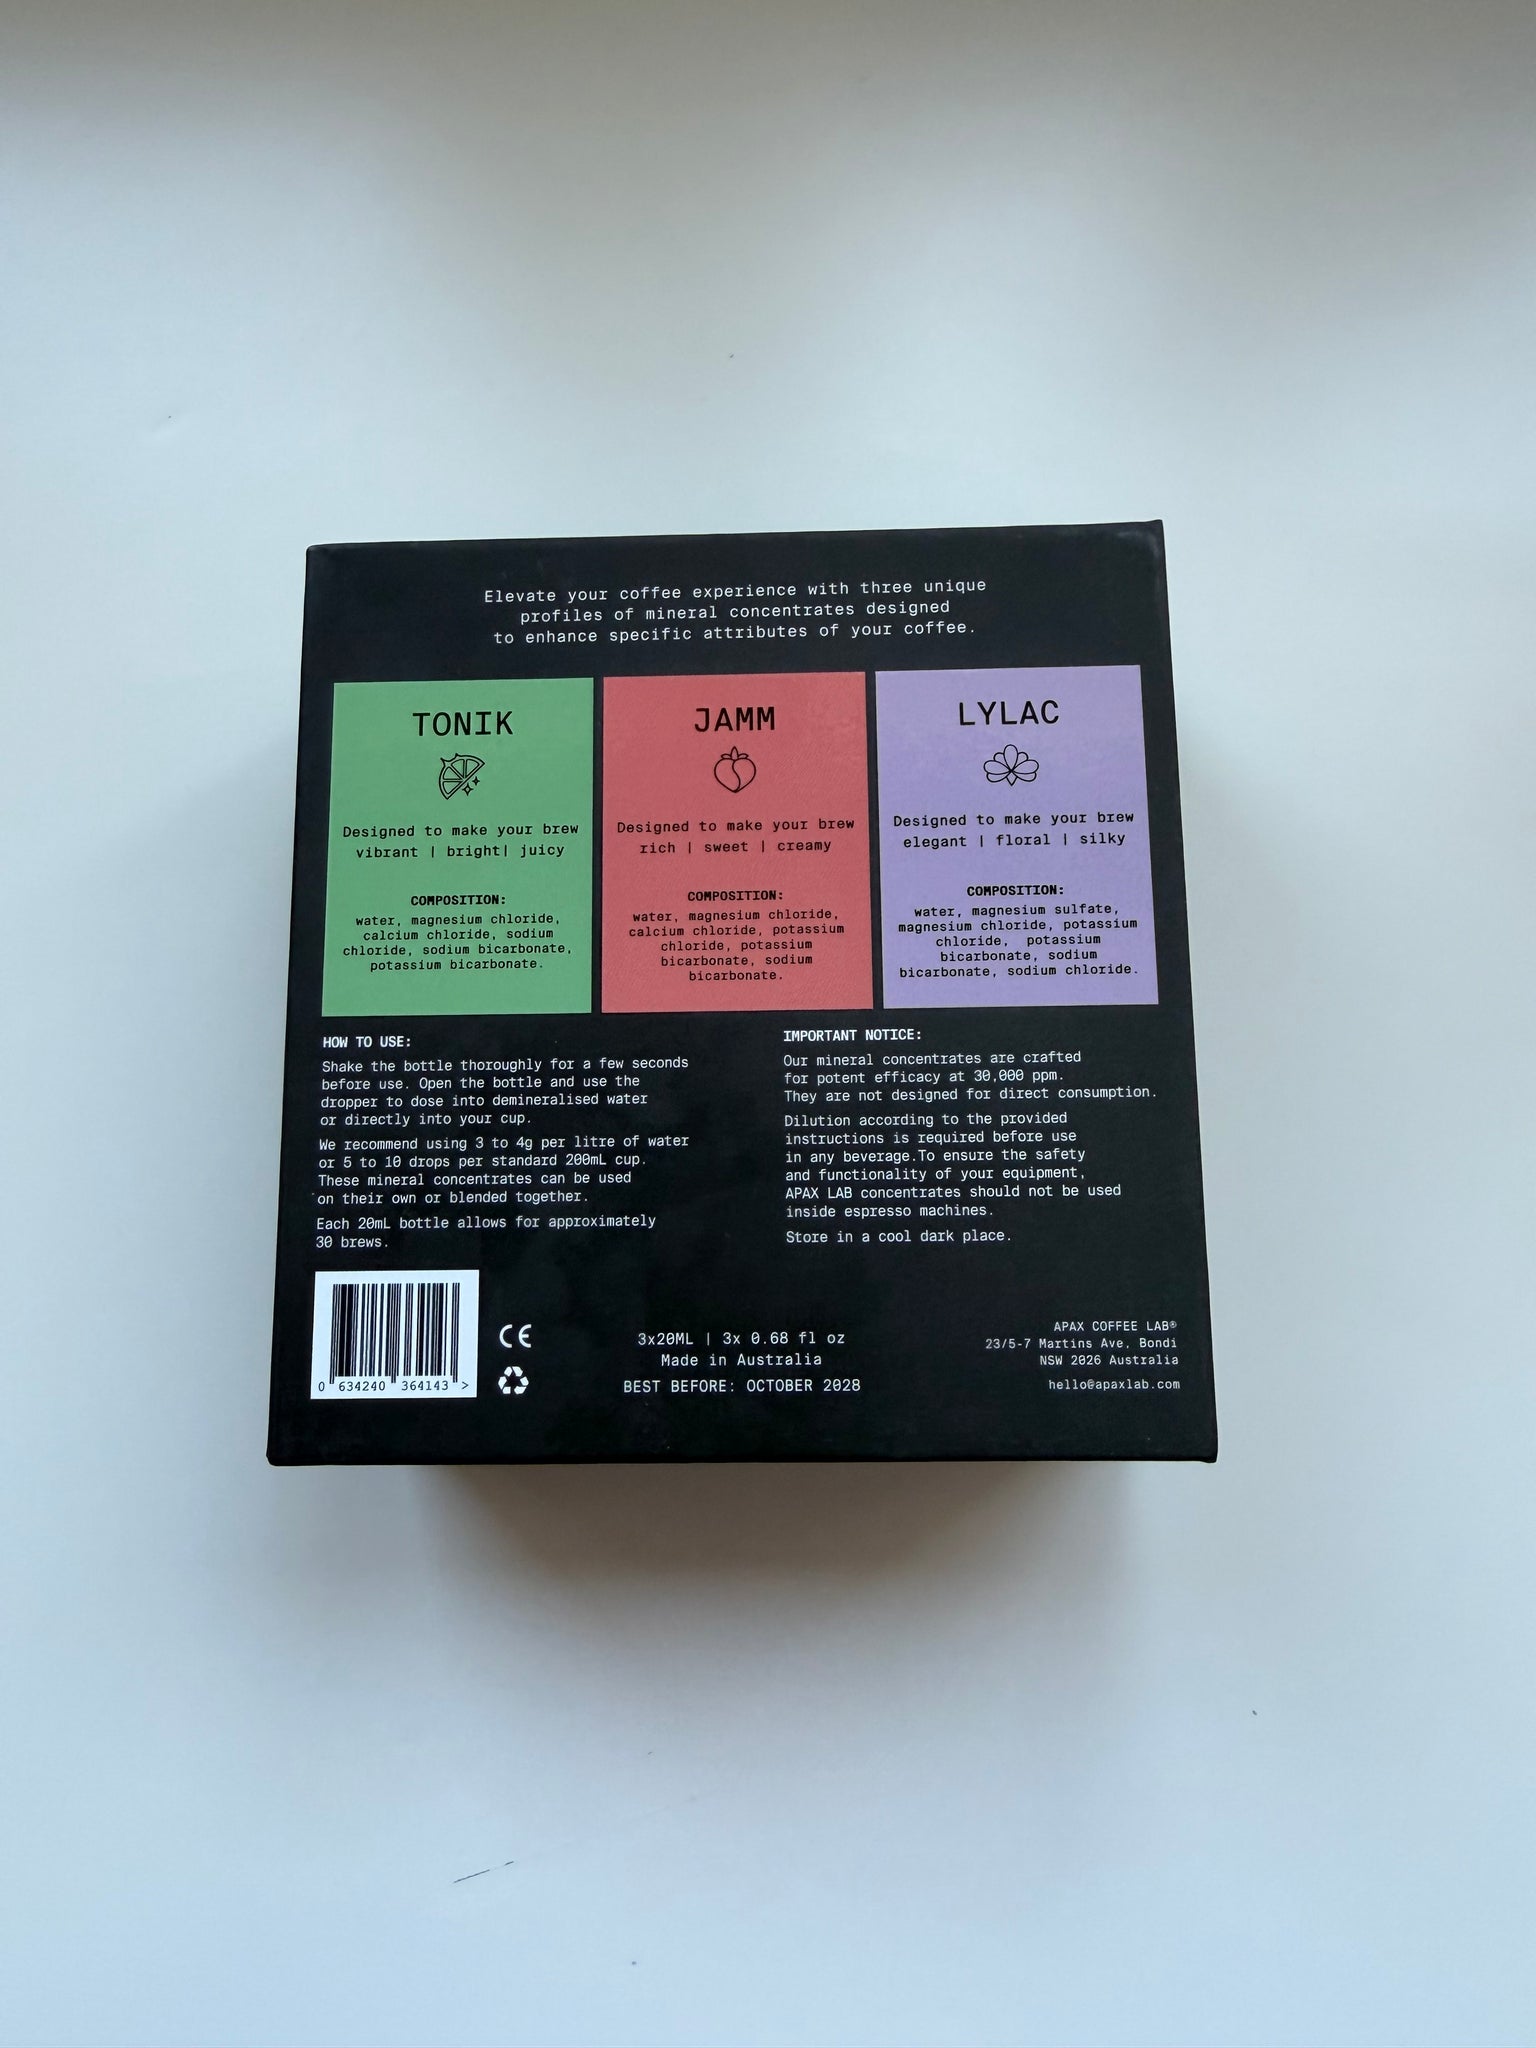 Elevate your coffee experience with three unique
profiles of mineral concentrates designed
to enhance specific attributes of your coffee.
TONIK
Designed to make your brew
vibrant | bright| juicy
COMPOSITION:
water, magnesium chloride,
calcium chloride, sodium
chloride, sodium bicarbonate,
potassium bicarbonate.
JAMM
Designed to make your brew
rich | sweet | creamy
COMPOSITION:
water, magnesium chloride,
calcium chloride, potassium
chloride, potassium
bicarbonate, sodium
bicarbonate.
LYLAC
Designed to make your brew
elegant | floral | silky
COMPOSITION:
water, magnesium sulfate,
magnesium chloride, potassium
chloride, potassium
bicarbonate, sodium
bicarbonate, sodium chloride.
HOW TO USE:
Shake the bottle thoroughly for a few seconds
before use. Open the bottle and use the
dropper to dose into demineralised water
or directly into your cup.
We recommend using 3 to 4g per litre of water
or 5 to 10 drops per standard 200mL cup.
These mineral concentrates can be used
on their own or blended together.
Each 20mL bottle allows for approximately
30 brews.
IMPORTANT NOTICE:
Our mineral concentrates are crafted
for potent efficacy at 30,000 ppm.
They are not designed for direct consumption.
Dilution according to the provided
instructions is required before use
in any beverage.To ensure the safety
and functionality of your equipment,
APAX LAB concentrates should not be used
inside espresso machines.
Store in a cool dark place.
0 634240 364143 >
CE
3x20ML | 3x 0.68 fl oz
Made in Australia
BEST BEFORE: OCTOBER 2028
APAX COFFEE LAB®
23/5-7 Martins Ave, Bondi
NSW 2026 Australia
hello@apaxlab.com